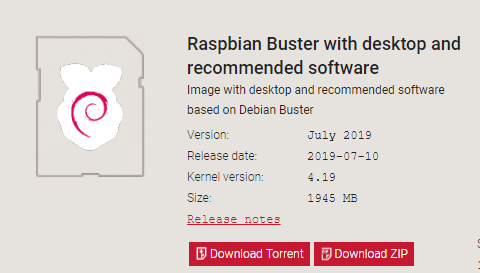 Raspbian Buster with desktop and
recommended software
Image with desktop and recommended software
based on Debian Buster
Version: July 2019
Release date: 2019-07-10
Kernel version: 4.19
Size: 1945 MB
Release notes
Download Torrent Download ZIP